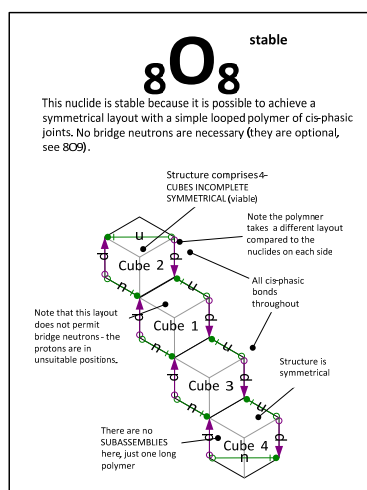 stable
8O8
This nuclide is stable because it is possible to achieve a
symmetrical layout with a simple looped polymer of cis-phasic
joints. No bridge neutrons are necessary (they are optional,
see 8O9).
Structure comprises 4-
CUBES INCOMPLETE
SYMMETRICAL (viable)
Note the polymner
takes a different layout
compared to the
nuclides on each side
n
p
p
Cube 2
All cis-phasic
bonds
throughout
n
n
Note that this layout
does not permit
bridge neutrons - the
protons are in
unsuitable positions.
Cube 1
p
p
n
n
Structure is
symmetrical
Cube 3
p
p
n
n
There are no
SUBASSEMBLIES
here, just one long
polymer
p
p
Cube 4
n